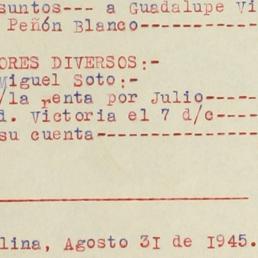 suntos--- a Guadalupe Vi
Peñón Blanco-----------
ORES DIVERSOS:-
Miguel Soto:-
/la renta por Julio-----
d. Victoria el 7 d/c----
su cuenta---------------
lina, Agosto 31 de 1945.